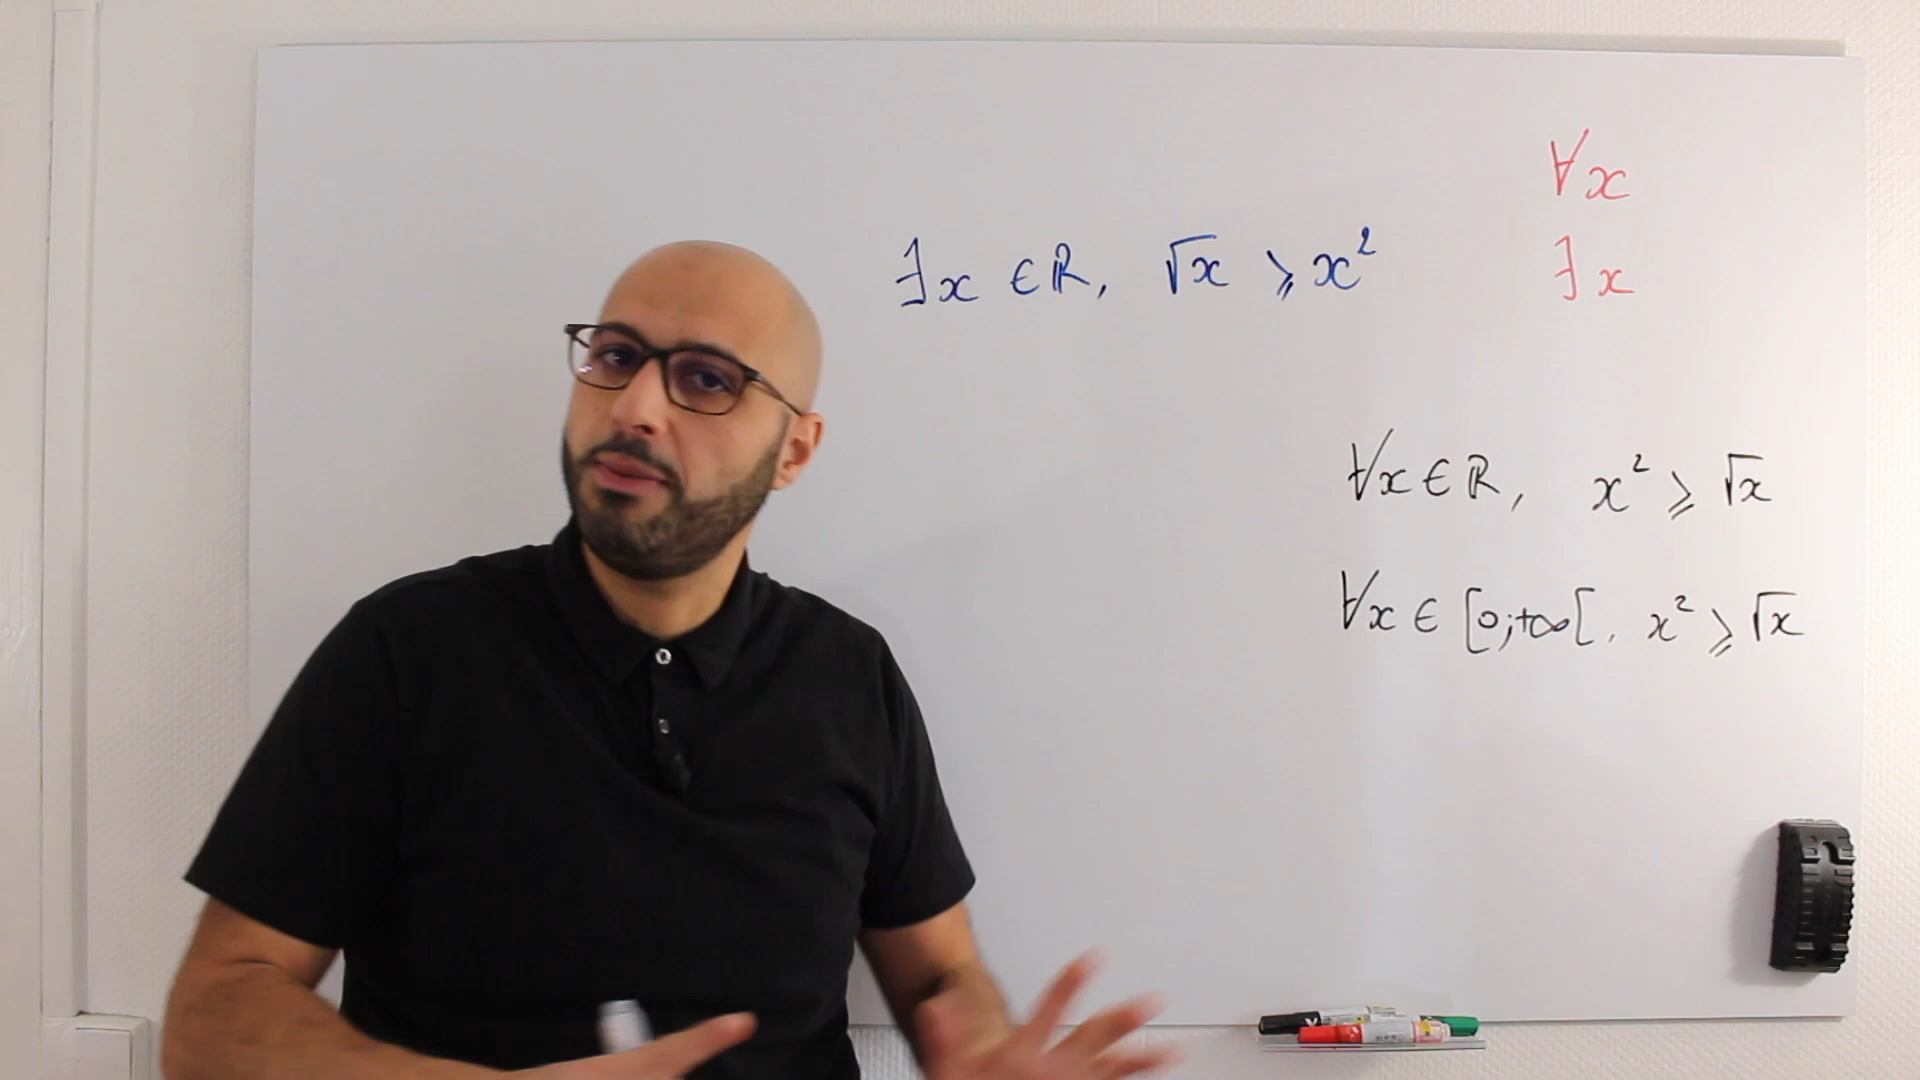 ∀x
∃x ∈ ℝ, √x ⩾ x²
∃x
∀x ∈ ℝ, x² ⩾ √x
∀x ∈ [0;+∞[, x² ⩾ √x